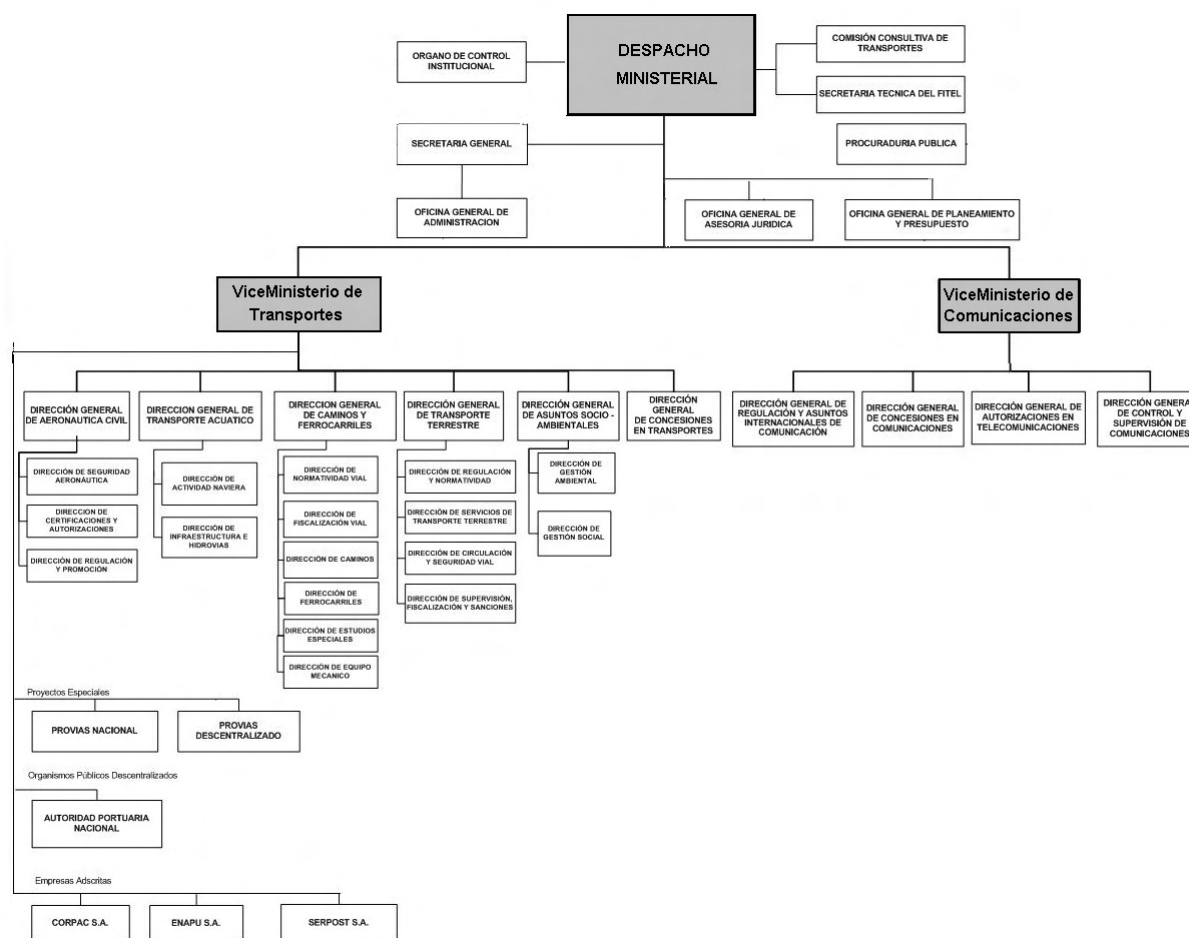 ORGANO DE CONTROL
INSTITUCIONAL
DESPACHO
MINISTERIAL
COMISIÓN CONSULTIVA DE
TRANSPORTES
SECRETARIA TECNICA DEL FITEL
SECRETARIA GENERAL
PROCURADURIA PUBLICA
OFICINA GENERAL DE
ADMINISTRACION
OFICINA GENERAL DE
ASESORIA JURIDICA
OFICINA GENERAL DE PLANEAMIENTO
Y PRESUPUESTO
ViceMinisterio de
Transportes
ViceMinisterio de
Comunicaciones
DIRECCIÓN GENERAL
DE AERONAUTICA CIVIL
DIRECCION GENERAL DE
TRANSPORTE ACUATICO
DIRECCION GENERAL
DE CAMINOS Y
FERROCARRILES
DIRECCIÓN GENERAL
DE TRANSPORTE
TERRESTRE
DIRECCIÓN GENERAL
DE ASUNTOS SOCIO -
AMBIENTALES
DIRECCIÓN
GENERAL
DE CONCESIONES
EN TRANSPORTES
DIRECCIÓN GENERAL DE
REGULACIÓN Y ASUNTOS
INTERNACIONALES DE
COMUNICACIÓN
DIRECCIÓN GENERAL
DE CONCESIONES EN
COMUNICACIONES
DIRECCIÓN GENERAL DE
AUTORIZACIONES EN
TELECOMUNICACIONES
DIRECCIÓN GENERAL
DE CONTROL Y
SUPERVISIÓN DE
COMUNICACIONES
DIRECCIÓN DE SEGURIDAD
AERONÁUTICA
DIRECCION DE
CERTIFICACIONES Y
AUTORIZACIONES
DIRECCIÓN DE REGULACIÓN
Y PROMOCIÓN
DIRECCIÓN DE
ACTIVIDAD NAVIERA
DIRECCIÓN DE
INFRAESTRUCTURA E
HIDROVIAS
DIRECCIÓN DE
NORMATIVIDAD VIAL
DIRECCIÓN DE
FISCALIZACIÓN VIAL
DIRECCIÓN DE CAMINOS
DIRECCIÓN DE
FERROCARRILES
DIRECCIÓN DE ESTUDIOS
ESPECIALES
DIRECCIÓN DE EQUIPO
MECANICO
DIRECCIÓN DE REGULACIÓN
Y NORMATIVIDAD
DIRECCIÓN DE SERVICIOS DE
TRANSPORTE TERRESTRE
DIRECCIÓN DE CIRCULACIÓN
Y SEGURIDAD VIAL
DIRECCIÓN DE SUPERVISIÓN,
FISCALIZACIÓN Y SANCIONES
DIRECCIÓN DE
GESTIÓN
AMBIENTAL
DIRECCIÓN DE
GESTIÓN SOCIAL
Proyectos Especiales
PROVIAS NACIONAL
PROVIAS
DESCENTRALIZADO
Organismos Públicos Descentralizados
AUTORIDAD PORTUARIA
NACIONAL
Empresas Adscritas
CORPAC S.A.
ENAPU S.A.
SERPOST S.A.